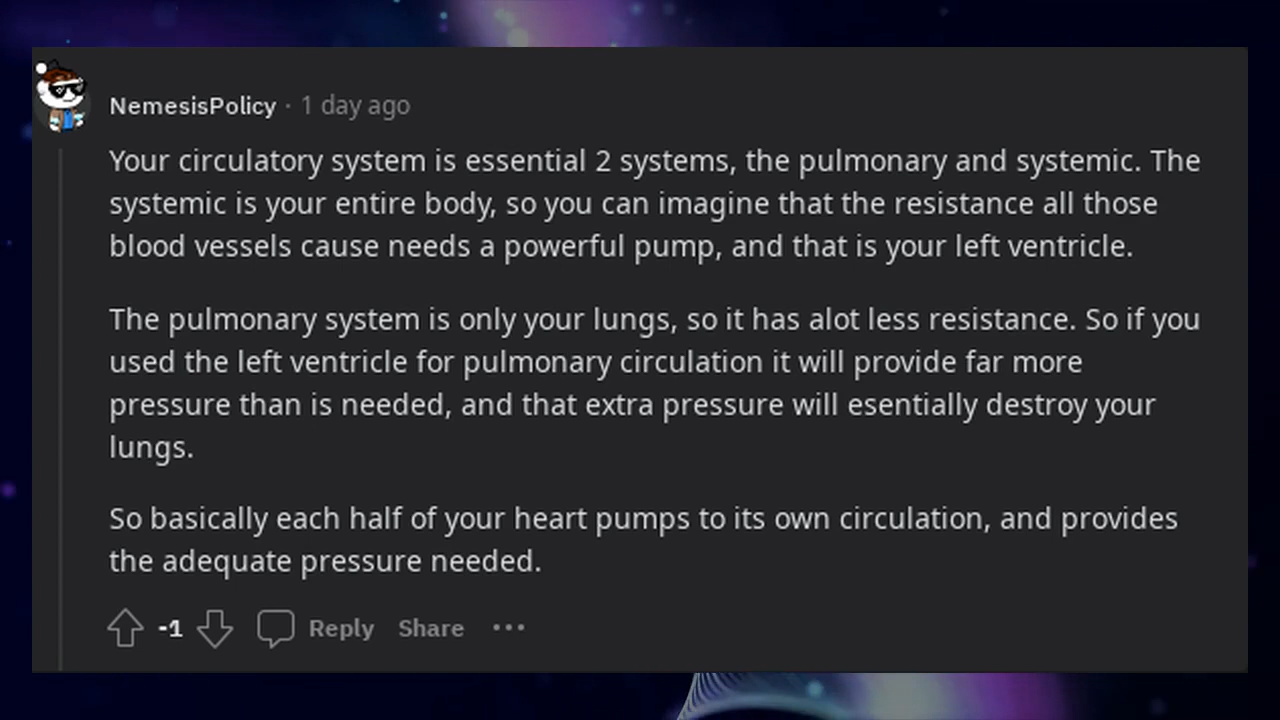 NemesisPolicy · 1 day ago
Your circulatory system is essential 2 systems, the pulmonary and systemic. The
systemic is your entire body, so you can imagine that the resistance all those
blood vessels cause needs a powerful pump, and that is your left ventricle.
The pulmonary system is only your lungs, so it has alot less resistance. So if you
used the left ventricle for pulmonary circulation it will provide far more
pressure than is needed, and that extra pressure will esentially destroy your
lungs.
So basically each half of your heart pumps to its own circulation, and provides
the adequate pressure needed.
-1 Reply Share ···